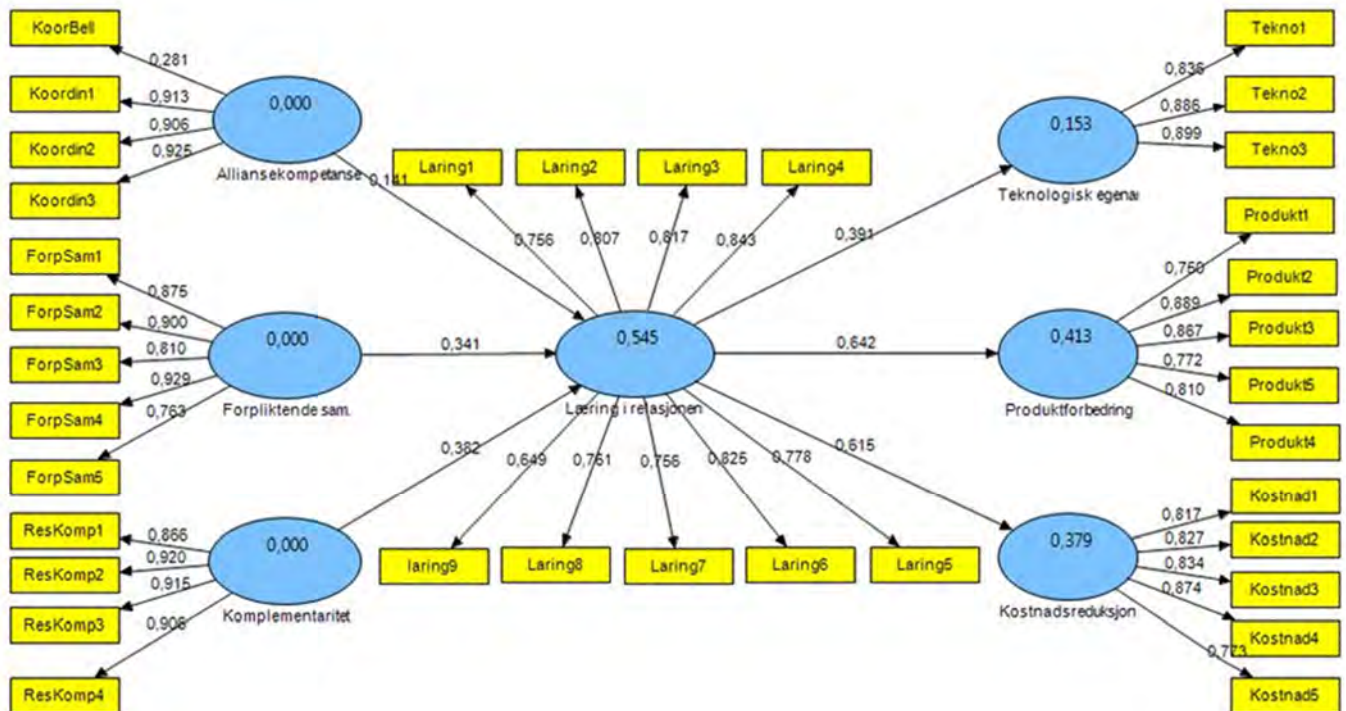 KoorBell
0,281
Koordin1
0,913
Koordin2
0,906
Koordin3
0,925
0,000
Alliansekompetanse
0,141
ForpSam1
0,875
ForpSam2
0,900
ForpSam3
0,810
ForpSam4
0,929
ForpSam5
0,763
0,000
Forpliktende sam.
0,341
ResKomp1
0,866
ResKomp2
0,920
ResKomp3
0,915
ResKomp4
0,906
0,000
Komplementaritet
0,382
Laring1
Laring2
Laring3
Laring4
0,756
0,807
0,817
0,843
0,545
Læring i relasjonen
0,649
0,761
0,756
0,825
0,778
laring9
Laring8
Laring7
Laring6
Laring5
0,391
0,642
0,615
0,153
Teknologisk egenar
Tekno1
0,836
Tekno2
0,886
Tekno3
0,899
0,413
Produktforbedring
Produkt1
0,760
Produkt2
0,889
Produkt3
0,867
Produkt5
0,772
Produkt4
0,810
0,379
Kostnadsreduksjon
Kostnad1
0,817
Kostnad2
0,827
Kostnad3
0,834
Kostnad4
0,874
Kostnad5
0,773